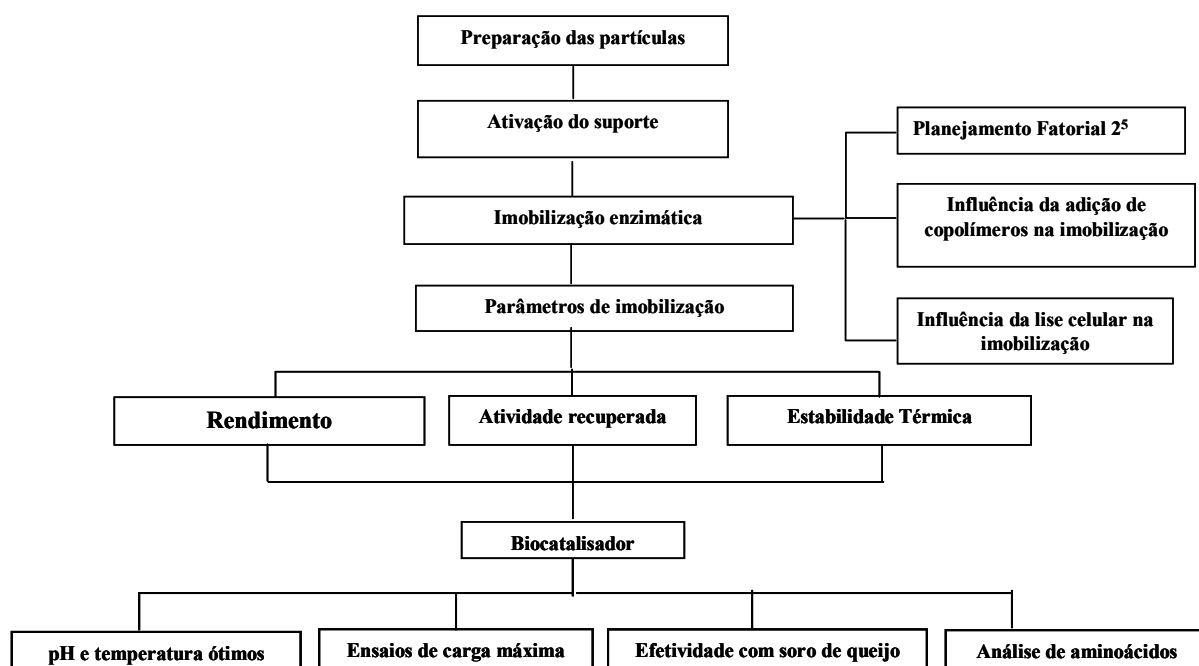 Preparação das partículas
Ativação do suporte
Planejamento Fatorial 2⁵
Imobilização enzimática
Influência da adição de
copolímeros na imobilização
Parâmetros de imobilização
Influência da lise celular na
imobilização
Rendimento
Atividade recuperada
Estabilidade Térmica
Biocatalisador
pH e temperatura ótimos
Ensaios de carga máxima
Efetividade com soro de queijo
Análise de aminoácidos